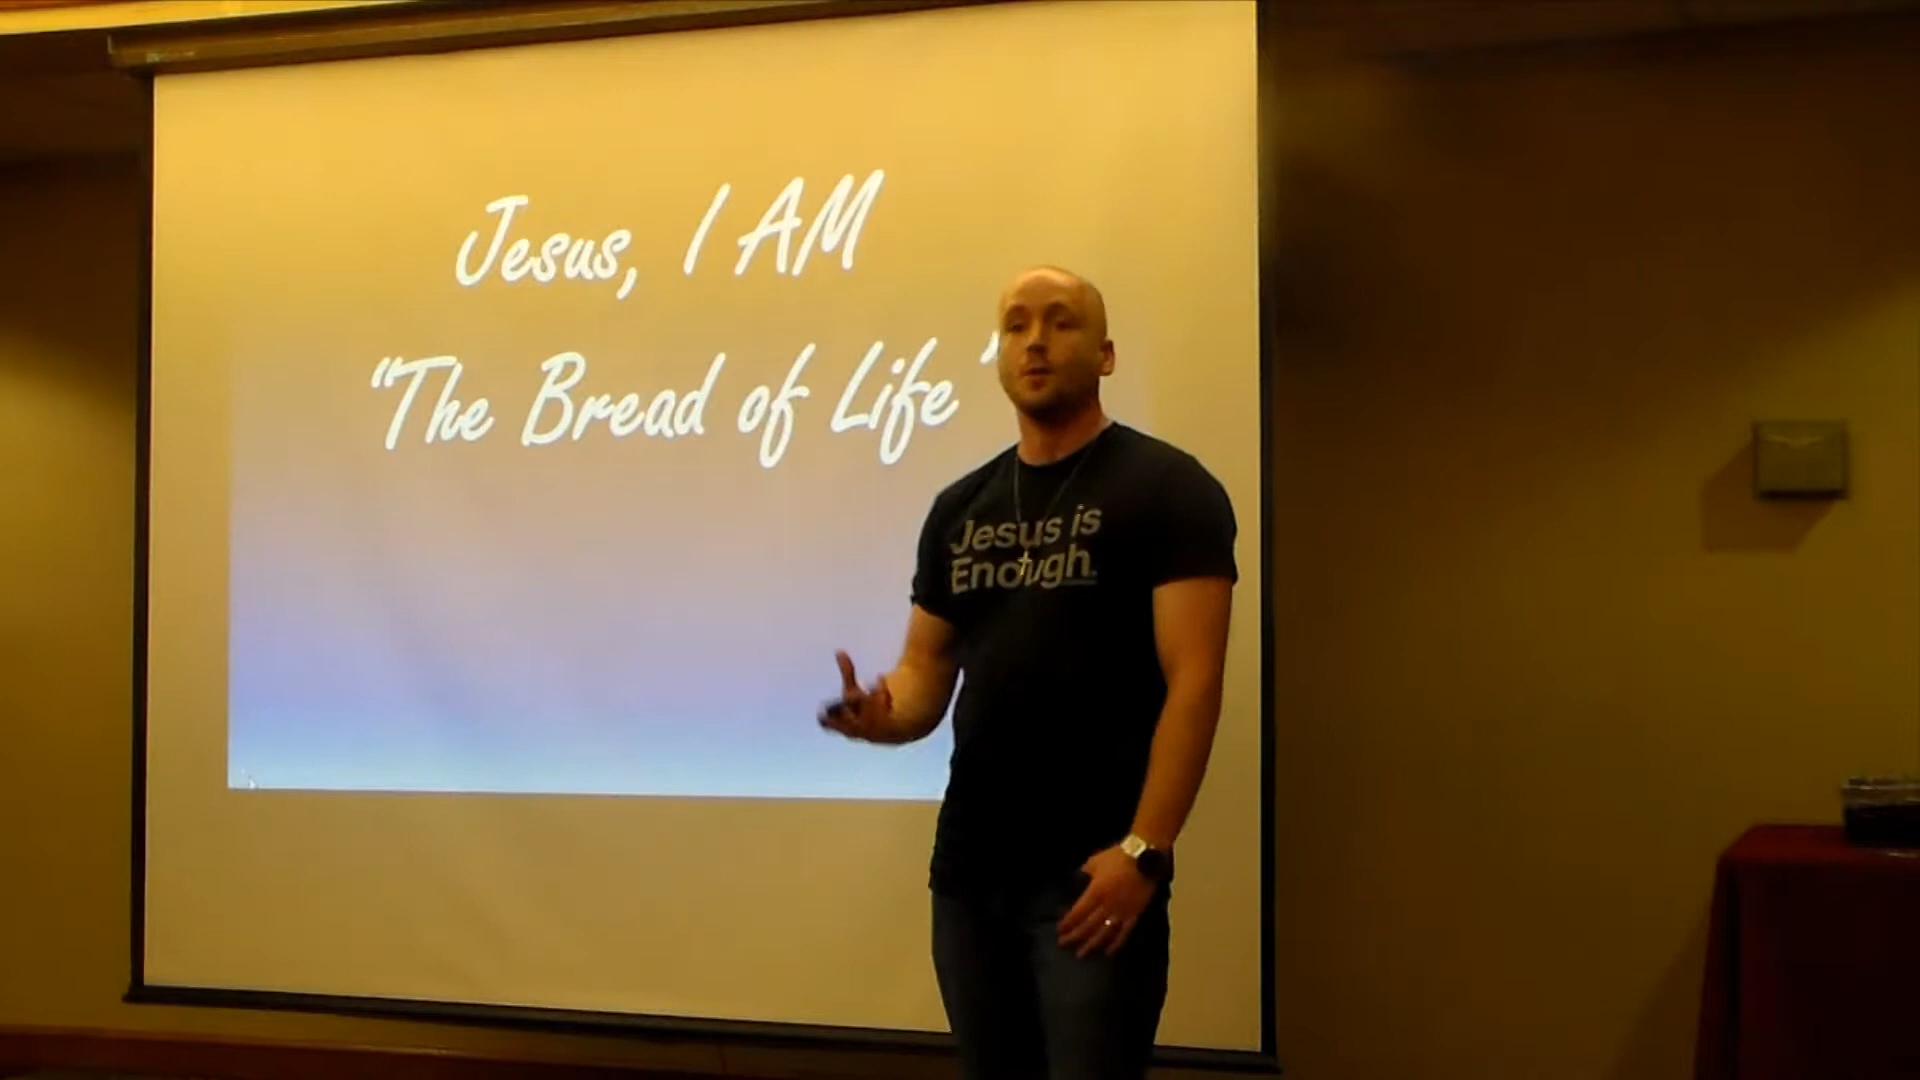 Jesus, I AM
“The Bread of Life”
Jesus is
Enough.